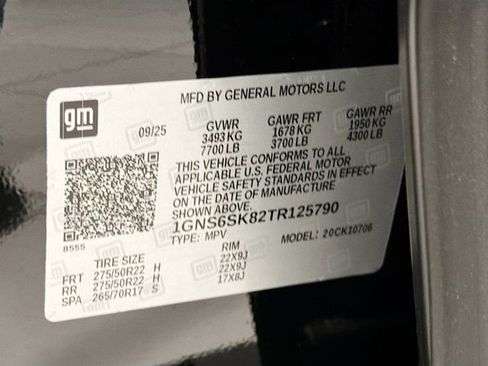 MFD BY GENERAL MOTORS LLC
gm
09/25 GVWR GAWR FRT GAWR RR
3493 KG 1678 KG 1950 KG
7700 LB 3700 LB 4300 LB
THIS VEHICLE CONFORMS TO ALL
APPLICABLE U.S. FEDERAL MOTOR
VEHICLE SAFETY STANDARDS IN EFFECT
ON THE DATE OF MANUFACTURE
SHOWN ABOVE.
1GNS6SK82TR125790
TYPE: MPV MODEL: 20CK10706
8555
TIRE SIZE RIM
FRT 275/50R22 H 22X9J
RR 275/50R22 H 22X9J
SPA 265/70R17 S 17X8J